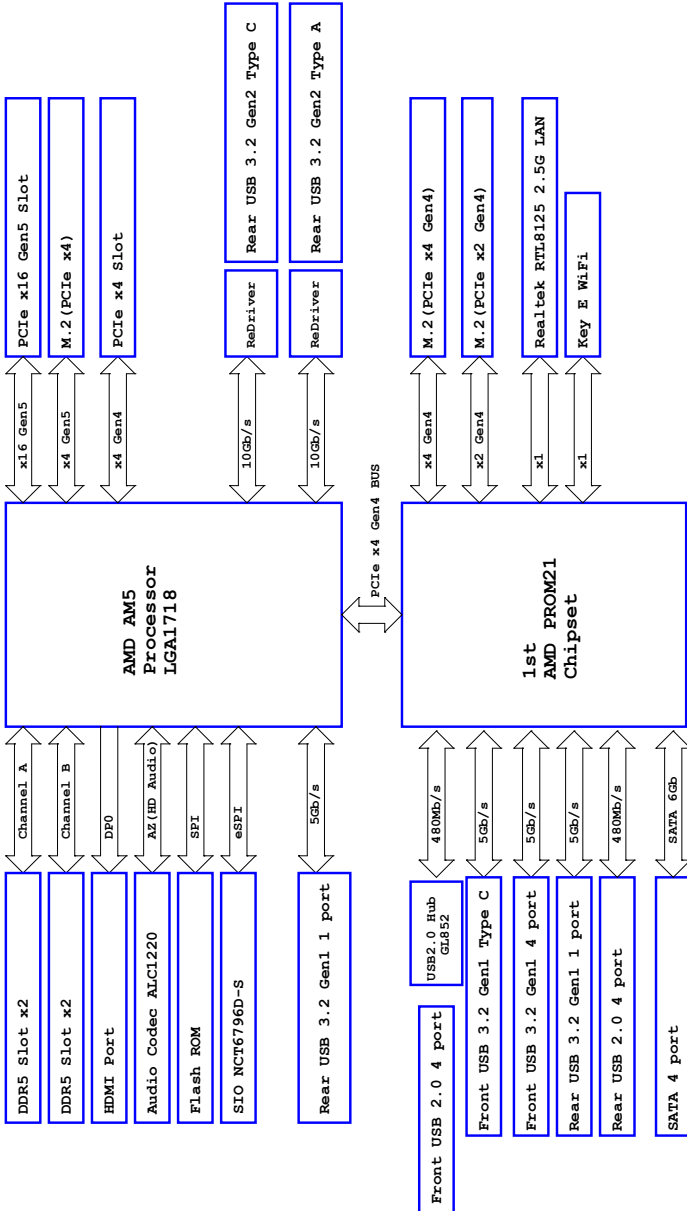 PCIe x16 Gen5 Slot
x16 Gen5
M.2(PCIe x4)
x4 Gen5
PCIe x4 Slot
x4 Gen4
Rear USB 3.2 Gen2 Type C
ReDriver
10Gb/s
Rear USB 3.2 Gen2 Type A
ReDriver
10Gb/s
M.2(PCIe x4 Gen4)
x4 Gen4
M.2(PCIe x2 Gen4)
x2 Gen4
Realtek RTL8125 2.5G LAN
x1
Key E WiFi
x1
AMD AM5
Processor
LGA1718
PCIe x4 Gen4 BUS
1st
AMD PROM21
Chipset
Channel A
DDR5 Slot x2
Channel B
DDR5 Slot x2
DP0
HDMI Port
AZ(HD Audio)
Audio Codec ALC1220
SPI
Flash ROM
eSPI
SIO NCT6796D-S
5Gb/s
Rear USB 3.2 Gen1 1 port
480Mb/s
USB2.0 Hub
GL852
Front USB 2.0 4 port
5Gb/s
Front USB 3.2 Gen1 Type C
5Gb/s
Front USB 3.2 Gen1 4 port
5Gb/s
Rear USB 3.2 Gen1 1 port
480Mb/s
Rear USB 2.0 4 port
SATA 6Gb
SATA 4 port